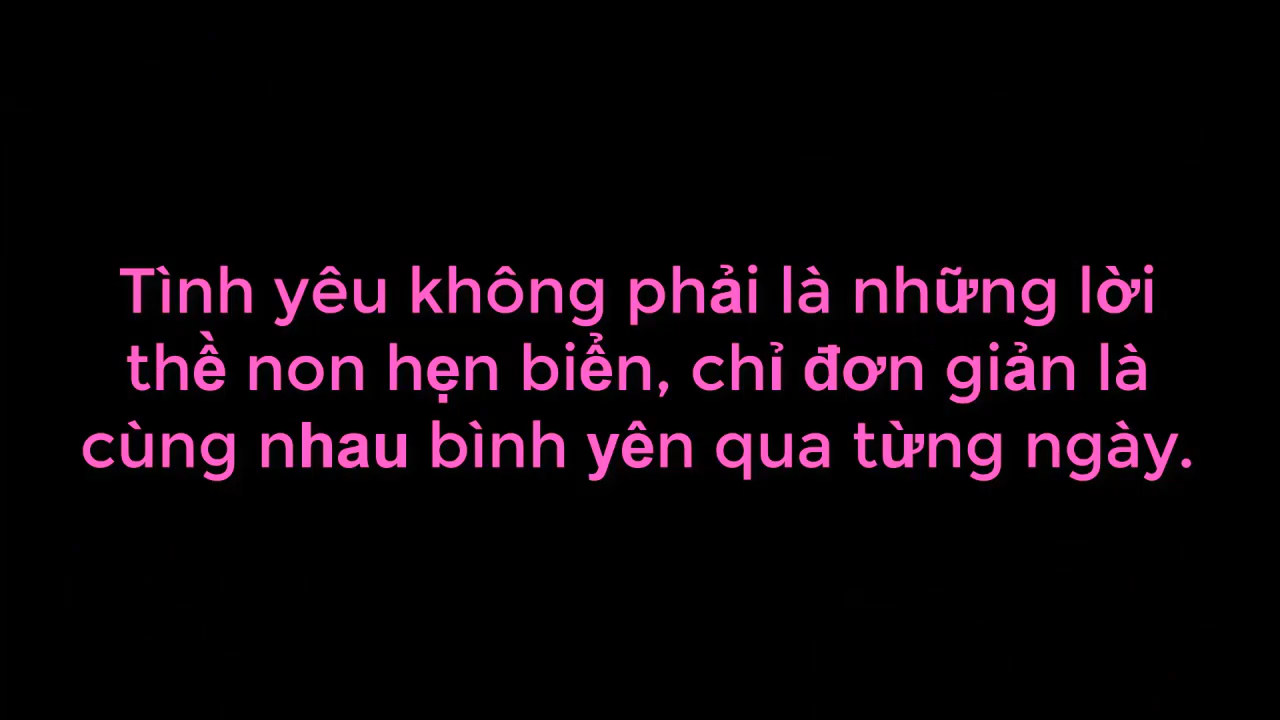 Tình yêu không phải là những lời
thề non hẹn biển, chỉ đơn giản là
cùng nhau bình yên qua từng ngày.